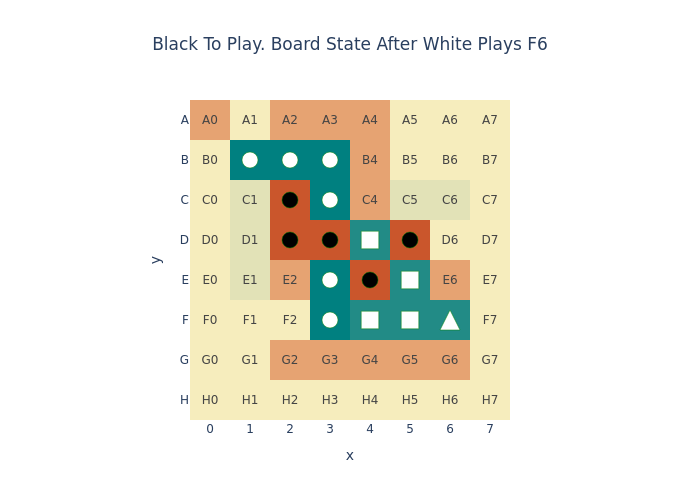 Black To Play. Board State After White Plays F6
A A0 A1 A2 A3 A4 A5 A6 A7
B B0 B4 B5 B6 B7
C C0 C1 C4 C5 C6 C7
D D0 D1 D6 D7
y
E E0 E1 E2 E6 E7
F F0 F1 F2 F7
G G0 G1 G2 G3 G4 G5 G6 G7
H H0 H1 H2 H3 H4 H5 H6 H7
0 1 2 3 4 5 6 7
x